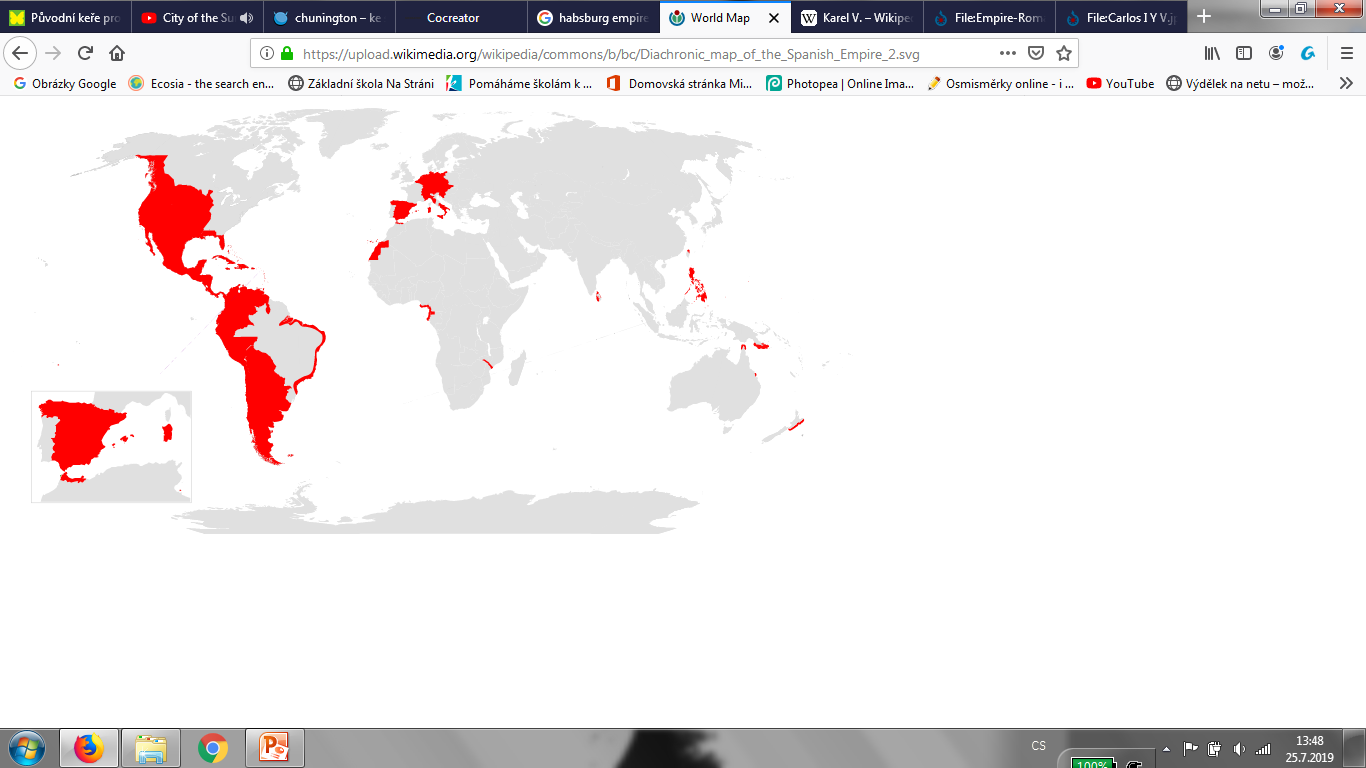 Původní keře pro
City of the Su
chunington – ke
Cocreator
habsburg empire
World Map
Karel V. – Wikipe
File:Empire-Rom
File:Carlos I Y V.j
https://upload.wikimedia.org/wikipedia/commons/b/bc/Diachronic_map_of_the_Spanish_Empire_2.svg
Obrázky Google
Ecosia - the search en...
Základní škola Na Stráni
Pomáháme školám k ...
Domovská stránka Mi...
Photopea | Online Ima...
Osmisměrky online - i ...
YouTube
Výdělek na netu – mož...
CS
100%
13:48
25.7.2019